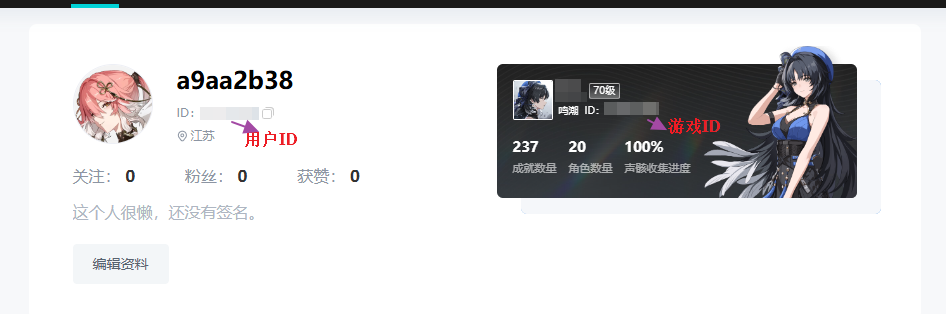 a9aa2b38
ID:
用户ID
江苏
关注： 0 粉丝： 0 获赞： 0
这个人很懒，还没有签名。
编辑资料
70级
鸣潮 ID:
游戏ID
237 20 100%
成就数量 角色数量 声骸收集进度